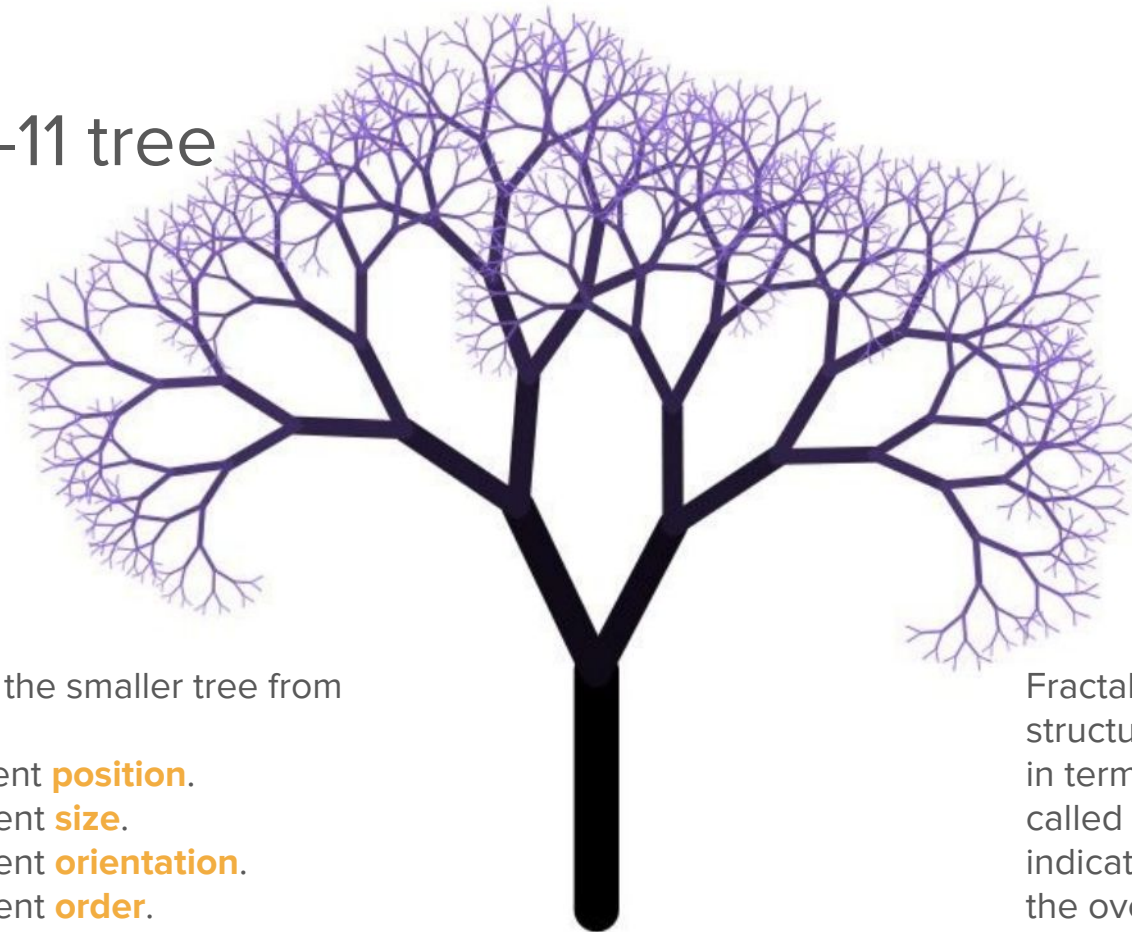 -11 tree
the smaller tree from
ent position.
ent size.
ent orientation.
ent order.
Fractal
structu
in term
called
indicat
the ove